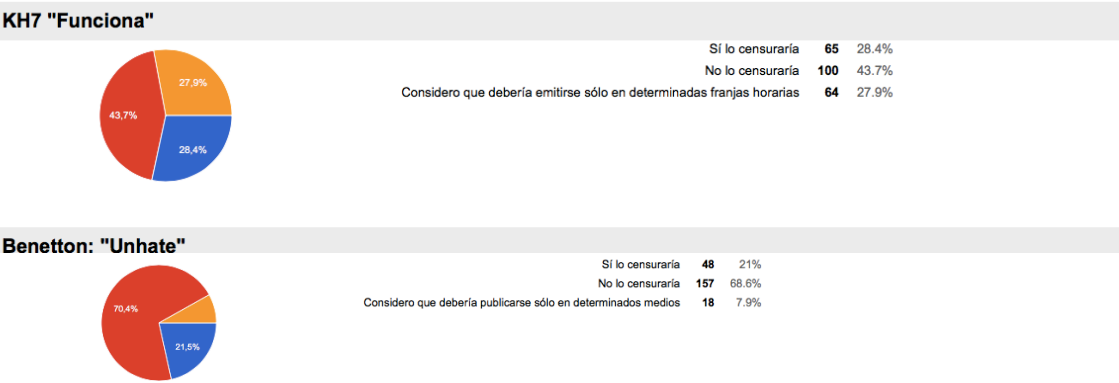 KH7 "Funciona"
Sí lo censuraría 65 28.4%
No lo censuraría 100 43.7%
Considero que debería emitirse sólo en determinadas franjas horarias 64 27.9%
27,9%
43,7%
28,4%
Benetton: "Unhate"
Sí lo censuraría 48 21%
No lo censuraría 157 68.6%
Considero que debería publicarse sólo en determinados medios 18 7.9%
70,4%
21,5%